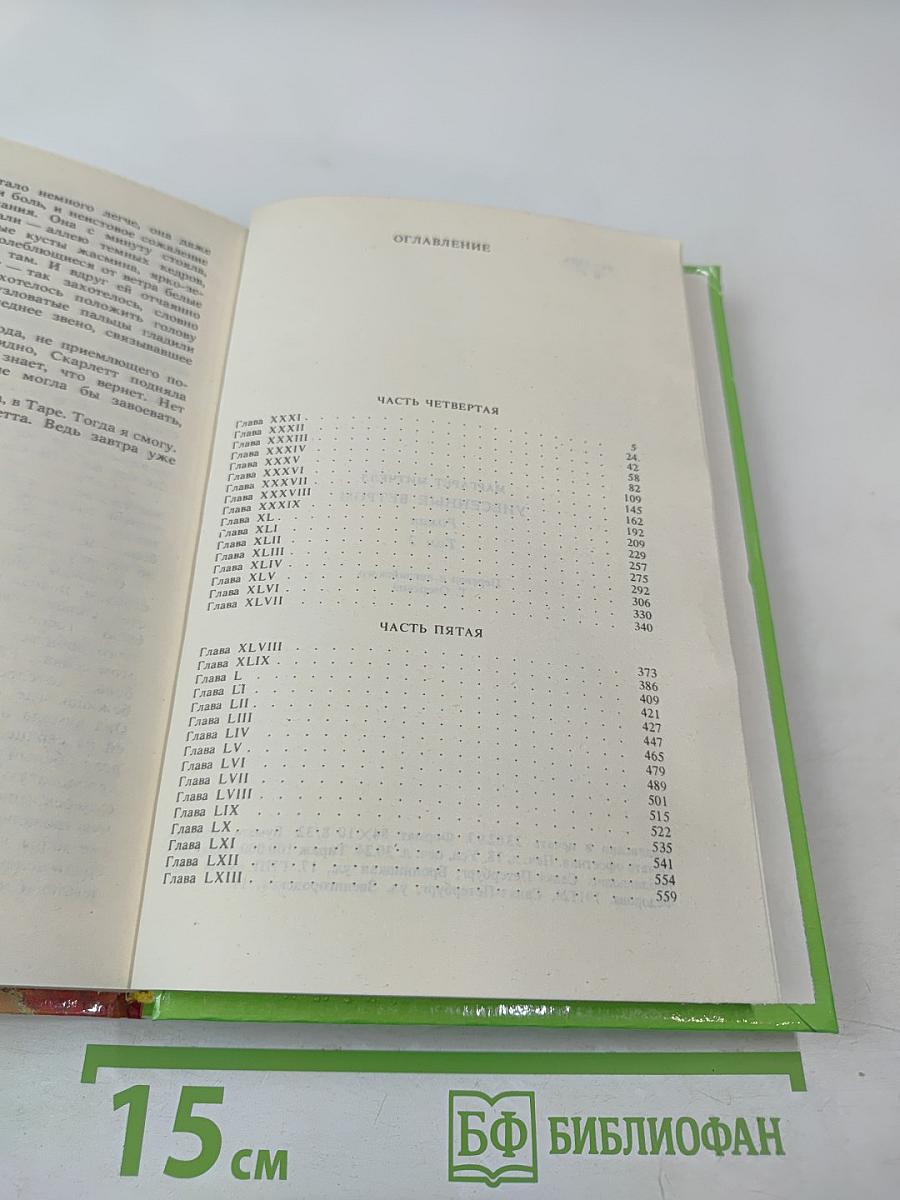 тало немного легче, она даже
я боль, и неистовое сожаление
ания. Она с минуту стояла,
али — аллею темных кедров,
ые кусты жасмина, ярко-зе-
олеблющиеся от ветра белые
там. И вдруг ей отчаянно
— так захотелось, словно
хотелось положить голову
зловатые пальцы гладили
еднее звено, связывавшее
ода, не приемлющего по-
идно, Скарлетт подняла
знает, что вернет. Нет
не могла бы завоевать,
, в Таре. Тогда я смогу.
етта. Ведь завтра уже
ОГЛАВЛЕНИЕ
ЧАСТЬ ЧЕТВЕРТАЯ
Глава XXXI . . . . 5
Глава XXXII . . . . 24
Глава XXXIII . . . . 42
Глава XXXIV . . . . 58
Глава XXXV . . . . 82
Глава XXXVI . . . . 109
Глава XXXVII . . . . 145
Глава XXXVIII . . . . 162
Глава XXXIX . . . . 192
Глава XL . . . . 209
Глава XLI . . . . 229
Глава XLII . . . . 257
Глава XLIII . . . . 275
Глава XLIV . . . . 292
Глава XLV . . . . 306
Глава XLVI . . . . 330
Глава XLVII . . . . 340
ЧАСТЬ ПЯТАЯ
Глава XLVIII . . . . 373
Глава XLIX . . . . 386
Глава L . . . . 409
Глава LI . . . . 421
Глава LII . . . . 427
Глава LIII . . . . 447
Глава LIV . . . . 465
Глава LV . . . . 479
Глава LVI . . . . 489
Глава LVII . . . . 501
Глава LVIII . . . . 515
Глава LIX . . . . 522
Глава LX . . . . 535
Глава LXI . . . . 541
Глава LXII . . . . 554
Глава LXIII . . . . 559
15 см
БФ БИБЛИОФАН